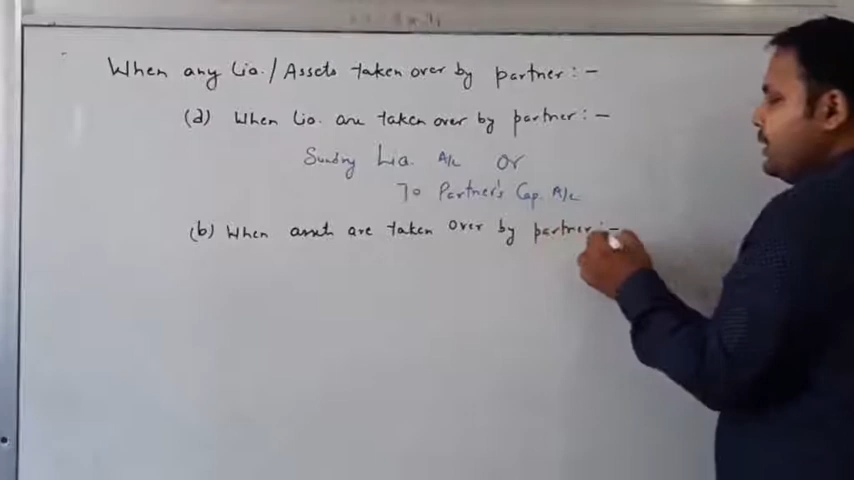 When any Lia. / Assets taken over by partner : -
(a) When Lia. are taken over by partner : -
Sundry Lia. A/c Dr
To Partner's Cap. A/c
(b) When asset are taken over by partner : -